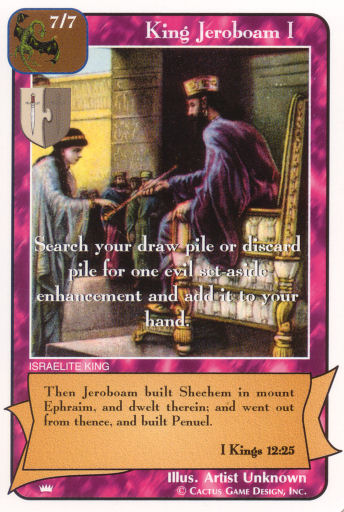 7/7 King Jeroboam I
Search your draw pile or discard
pile for one evil set-aside
enhancement and add it to your
hand.
ISRAELITE KING
Then Jeroboam built Shechem in mount
Ephraim, and dwelt therein; and went out
from thence, and built Penuel.
I Kings 12:25
Illus. Artist Unknown
© Cactus Game Design, Inc.